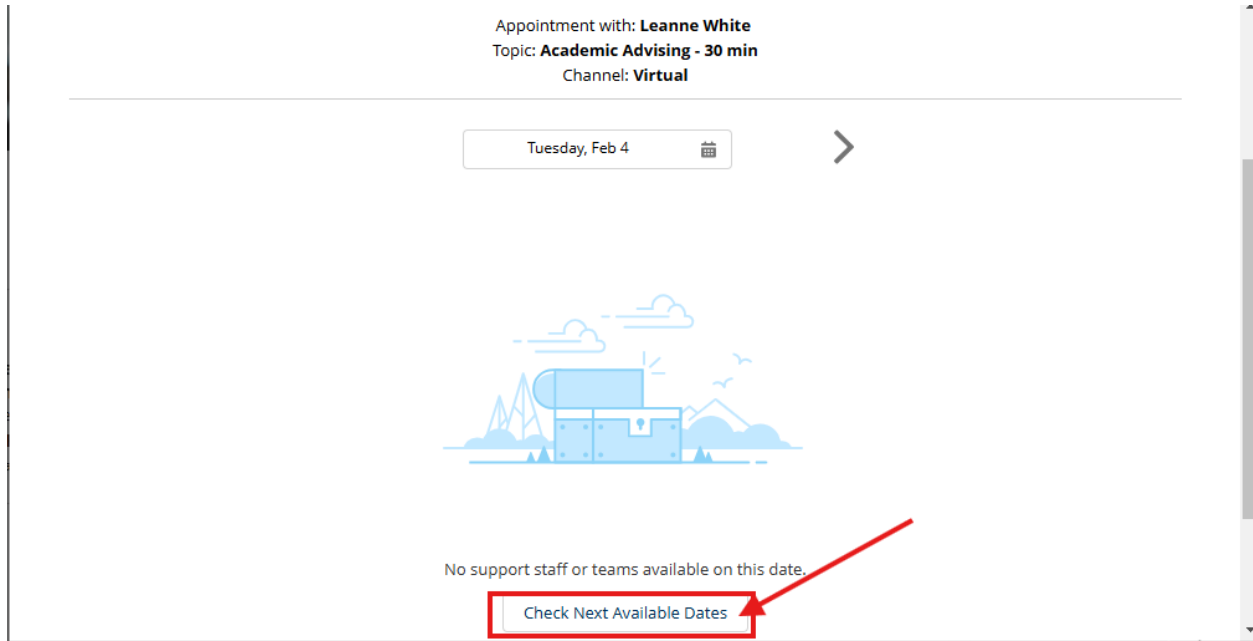 Appointment with: Leanne White
Topic: Academic Advising - 30 min
Channel: Virtual
Tuesday, Feb 4
No support staff or teams available on this date.
Check Next Available Dates